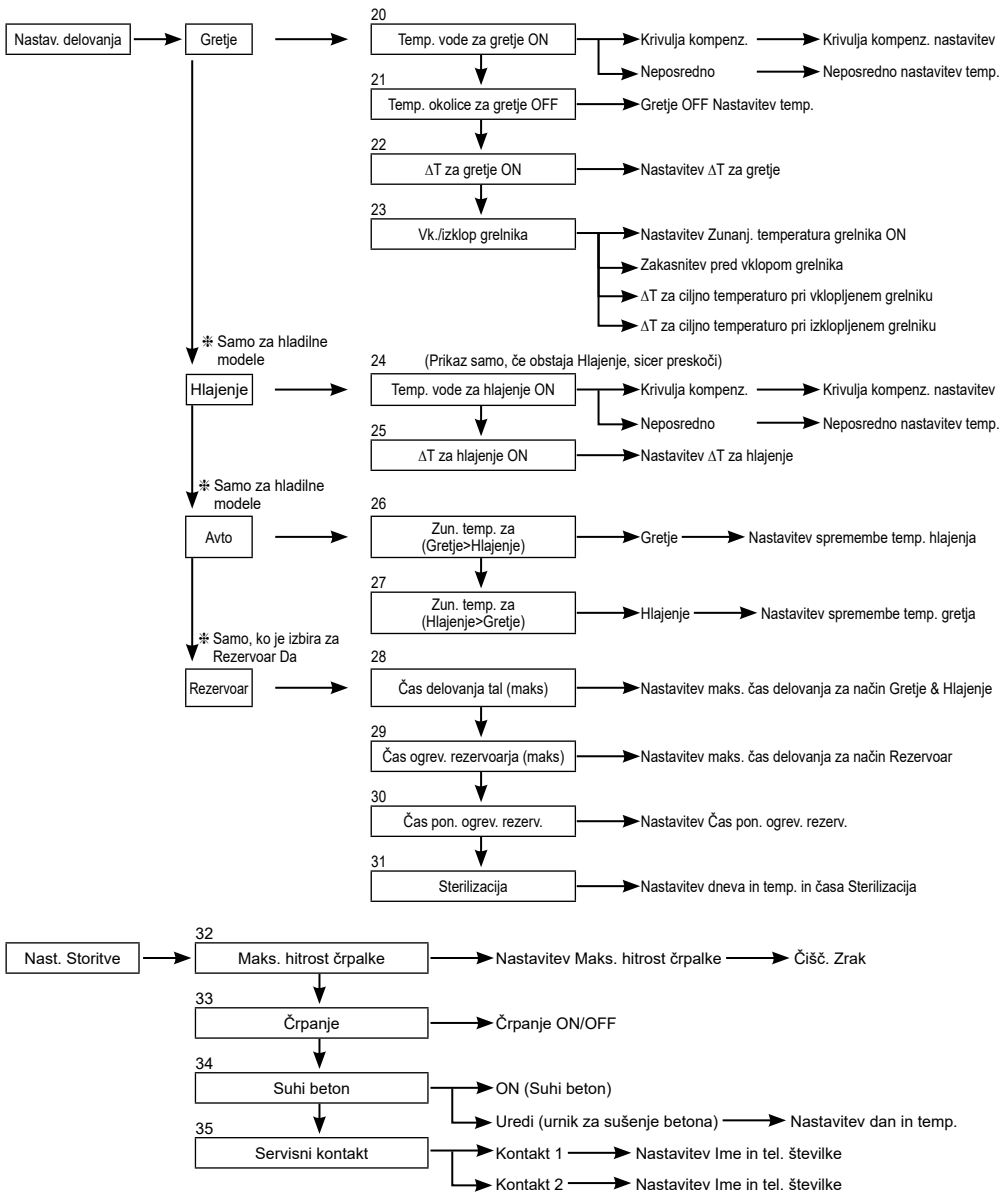 20
Nastav. delovanja Gretje Temp. vode za gretje ON Krivulja kompenz. Krivulja kompenz. nastavitev
Neposredno Neposredno nastavitev temp.
21
Temp. okolice za gretje OFF Gretje OFF Nastavitev temp.
22
∆T za gretje ON Nastavitev ∆T za gretje
23
Vk./izklop grelnika Nastavitev Zunanj. temperatura grelnika ON
Zakasnitev pred vklopom grelnika
∆T za ciljno temperaturo pri vklopljenem grelniku
∆T za ciljno temperaturo pri izklopljenem grelniku
❊ Samo za hladilne
modele
24 (Prikaz samo, če obstaja Hlajenje, sicer preskoči)
Hlajenje Temp. vode za hlajenje ON Krivulja kompenz. Krivulja kompenz. nastavitev
Neposredno Neposredno nastavitev temp.
25
∆T za hlajenje ON Nastavitev ∆T za hlajenje
❊ Samo za hladilne
modele
26
Avto Zun. temp. za
(Gretje>Hlajenje) Gretje Nastavitev spremembe temp. hlajenja
27
Zun. temp. za
(Hlajenje>Gretje) Hlajenje Nastavitev spremembe temp. gretja
❊ Samo, ko je izbira za
Rezervoar Da
28
Rezervoar Čas delovanja tal (maks) Nastavitev maks. čas delovanja za način Gretje & Hlajenje
29
Čas ogrev. rezervoarja (maks) Nastavitev maks. čas delovanja za način Rezervoar
30
Čas pon. ogrev. rezerv. Nastavitev Čas pon. ogrev. rezerv.
31
Sterilizacija Nastavitev dneva in temp. in časa Sterilizacija
32
Nast. Storitve Maks. hitrost črpalke Nastavitev Maks. hitrost črpalke Čišč. Zrak
33
Črpanje Črpanje ON/OFF
34
Suhi beton ON (Suhi beton)
Uredi (urnik za sušenje betona) Nastavitev dan in temp.
35
Servisni kontakt Kontakt 1 Nastavitev Ime in tel. številke
Kontakt 2 Nastavitev Ime in tel. številke